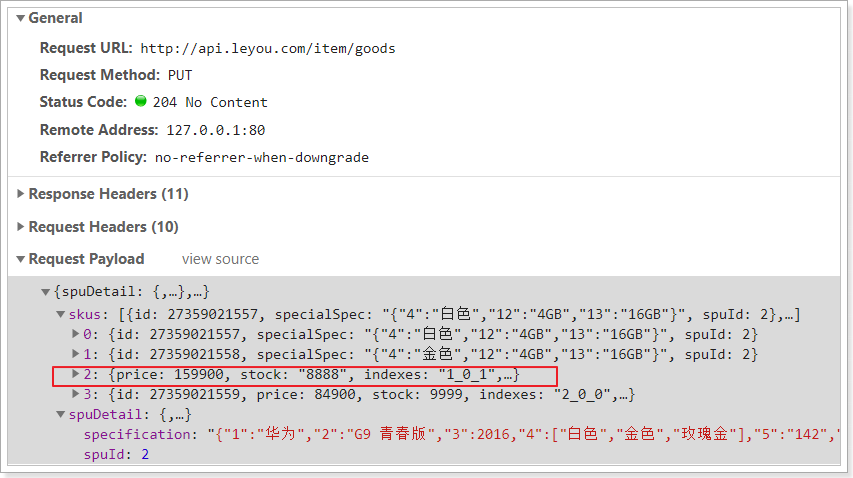 General
Request URL: http://api.leyou.com/item/goods
Request Method: PUT
Status Code: 204 No Content
Remote Address: 127.0.0.1:80
Referrer Policy: no-referrer-when-downgrade
Response Headers (11)
Request Headers (10)
Request Payload view source
{spuDetail: {,…},…}
skus: [{id: 27359021557, specialSpec: "{"4":"白色","12":"4GB","13":"16GB"}", spuId: 2},…]
0: {id: 27359021557, specialSpec: "{"4":"白色","12":"4GB","13":"16GB"}", spuId: 2}
1: {id: 27359021558, specialSpec: "{"4":"金色","12":"4GB","13":"16GB"}", spuId: 2}
2: {price: 159900, stock: "8888", indexes: "1_0_1",…}
3: {id: 27359021559, price: 84900, stock: 9999, indexes: "2_0_0",…}
spuDetail: {,…}
specification: "{"1":"华为","2":"G9 青春版","3":2016,"4":["白色","金色","玫瑰金"],"5":"142","
spuId: 2